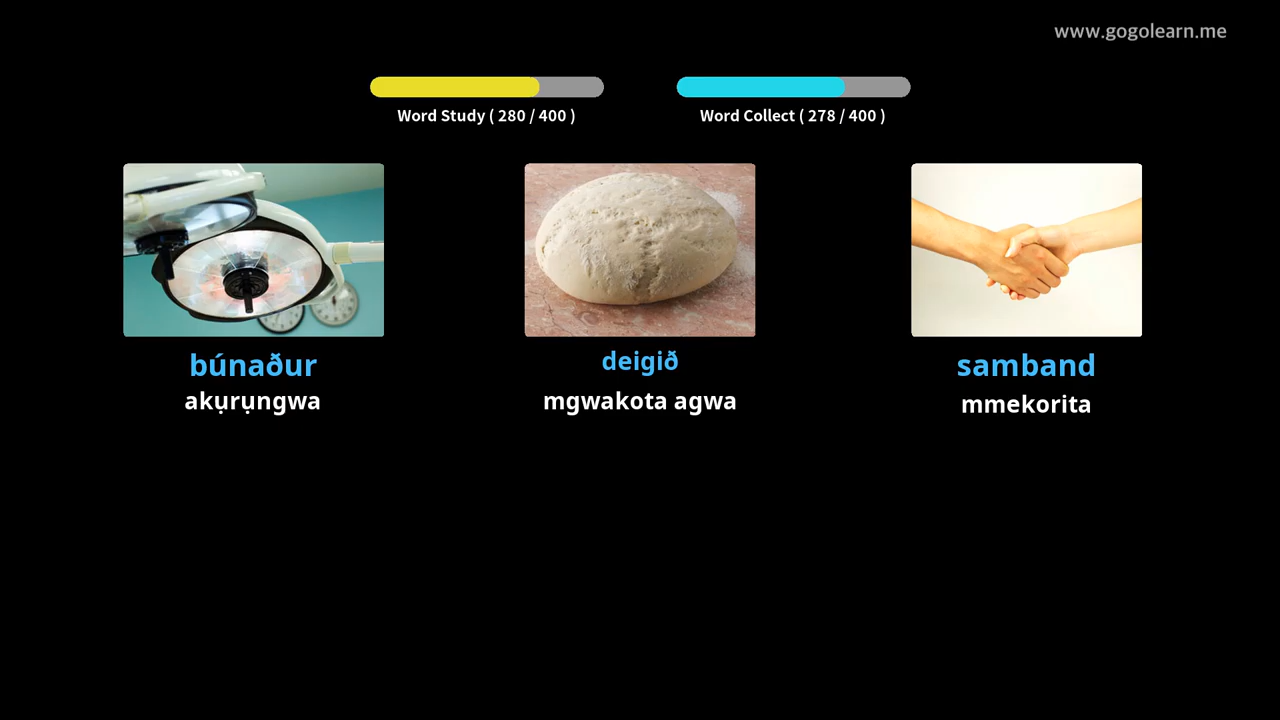 www.gogolearn.me
Word Study ( 280 / 400 )
Word Collect ( 278 / 400 )
búnaður
akụrụngwa
deigið
mgwakota agwa
samband
mmekorita